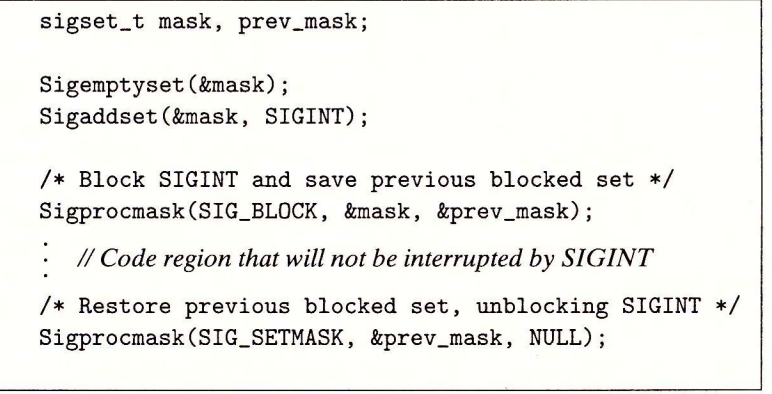 sigset_t mask, prev_mask;
Sigemptyset(&mask);
Sigaddset(&mask, SIGINT);
/* Block SIGINT and save previous blocked set */
Sigprocmask(SIG_BLOCK, &mask, &prev_mask);
⋮ // Code region that will not be interrupted by SIGINT
/* Restore previous blocked set, unblocking SIGINT */
Sigprocmask(SIG_SETMASK, &prev_mask, NULL);